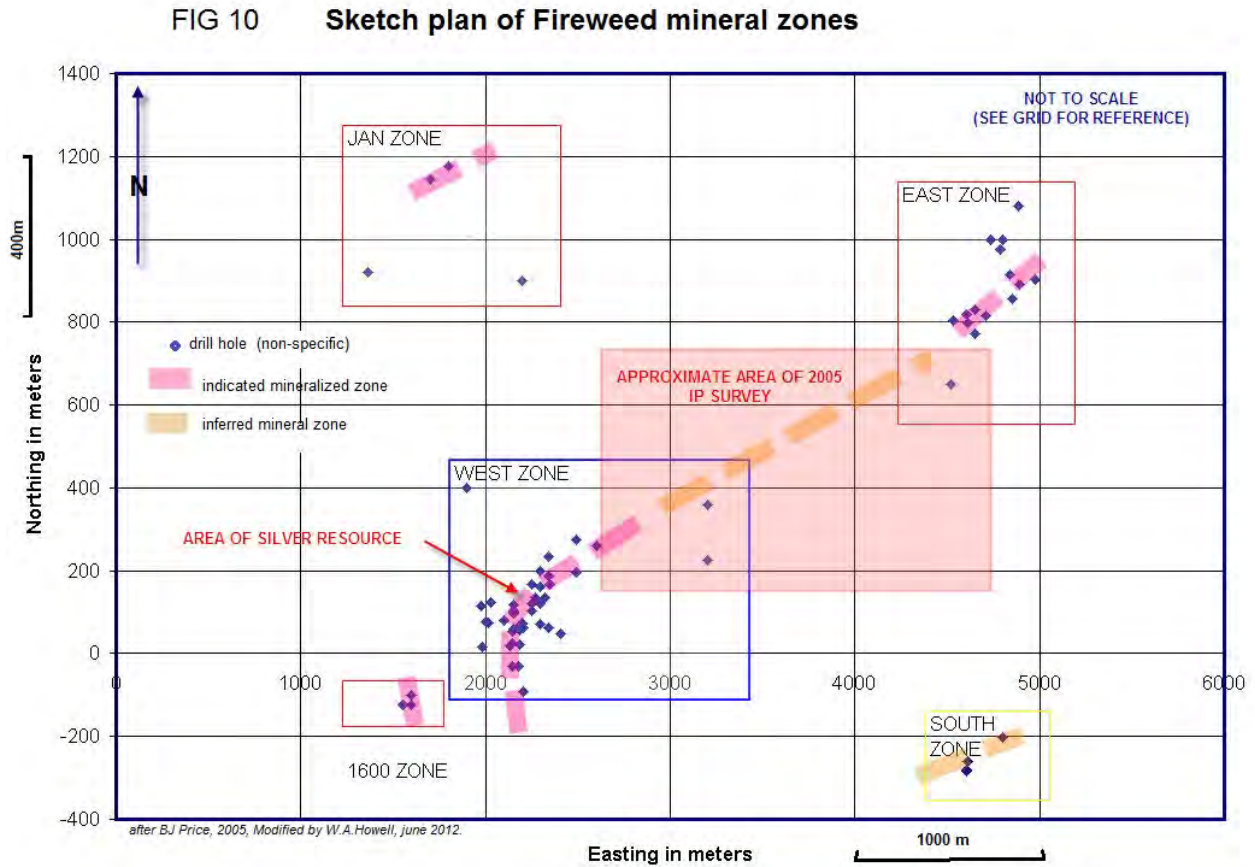 FIG 10 Sketch plan of Fireweed mineral zones
1400
1200
1000
800
600
400
200
0
-200
-400
Northing in meters
400m
N
NOT TO SCALE
(SEE GRID FOR REFERENCE)
JAN ZONE
EAST ZONE
drill hole (non-specific)
indicated mineralized zone
inferred mineral zone
APPROXIMATE AREA OF 2005
IP SURVEY
WEST ZONE
AREA OF SILVER RESOURCE
0 1000 2000 3000 4000 5000 6000
SOUTH
ZONE
1600 ZONE
after BJ Price, 2005, Modified by W.A.Howell, june 2012.
Easting in meters
1000 m